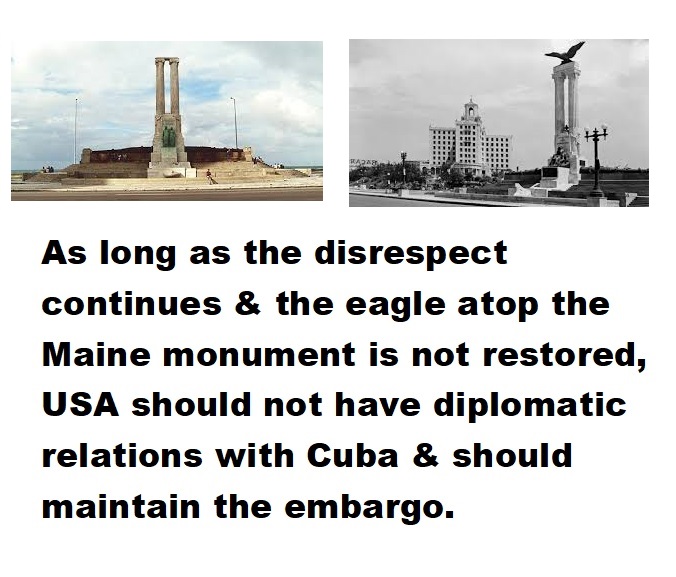 BACARDI
As long as the disrespect
continues & the eagle atop the
Maine monument is not restored,
USA should not have diplomatic
relations with Cuba & should
maintain the embargo.